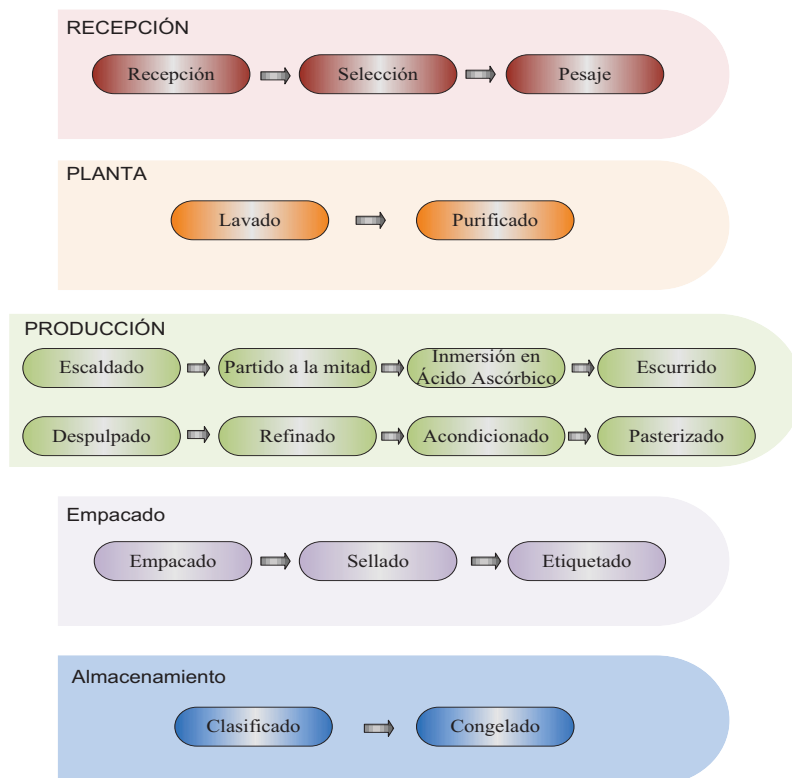 RECEPCIÓN
Recepción
Selección
Pesaje
PLANTA
Lavado
Purificado
PRODUCCIÓN
Escaldado
Partido a la mitad
Inmersión en
Ácido Ascórbico
Escurrido
Despulpado
Refinado
Acondicionado
Pasterizado
Empacado
Empacado
Sellado
Etiquetado
Almacenamiento
Clasificado
Congelado